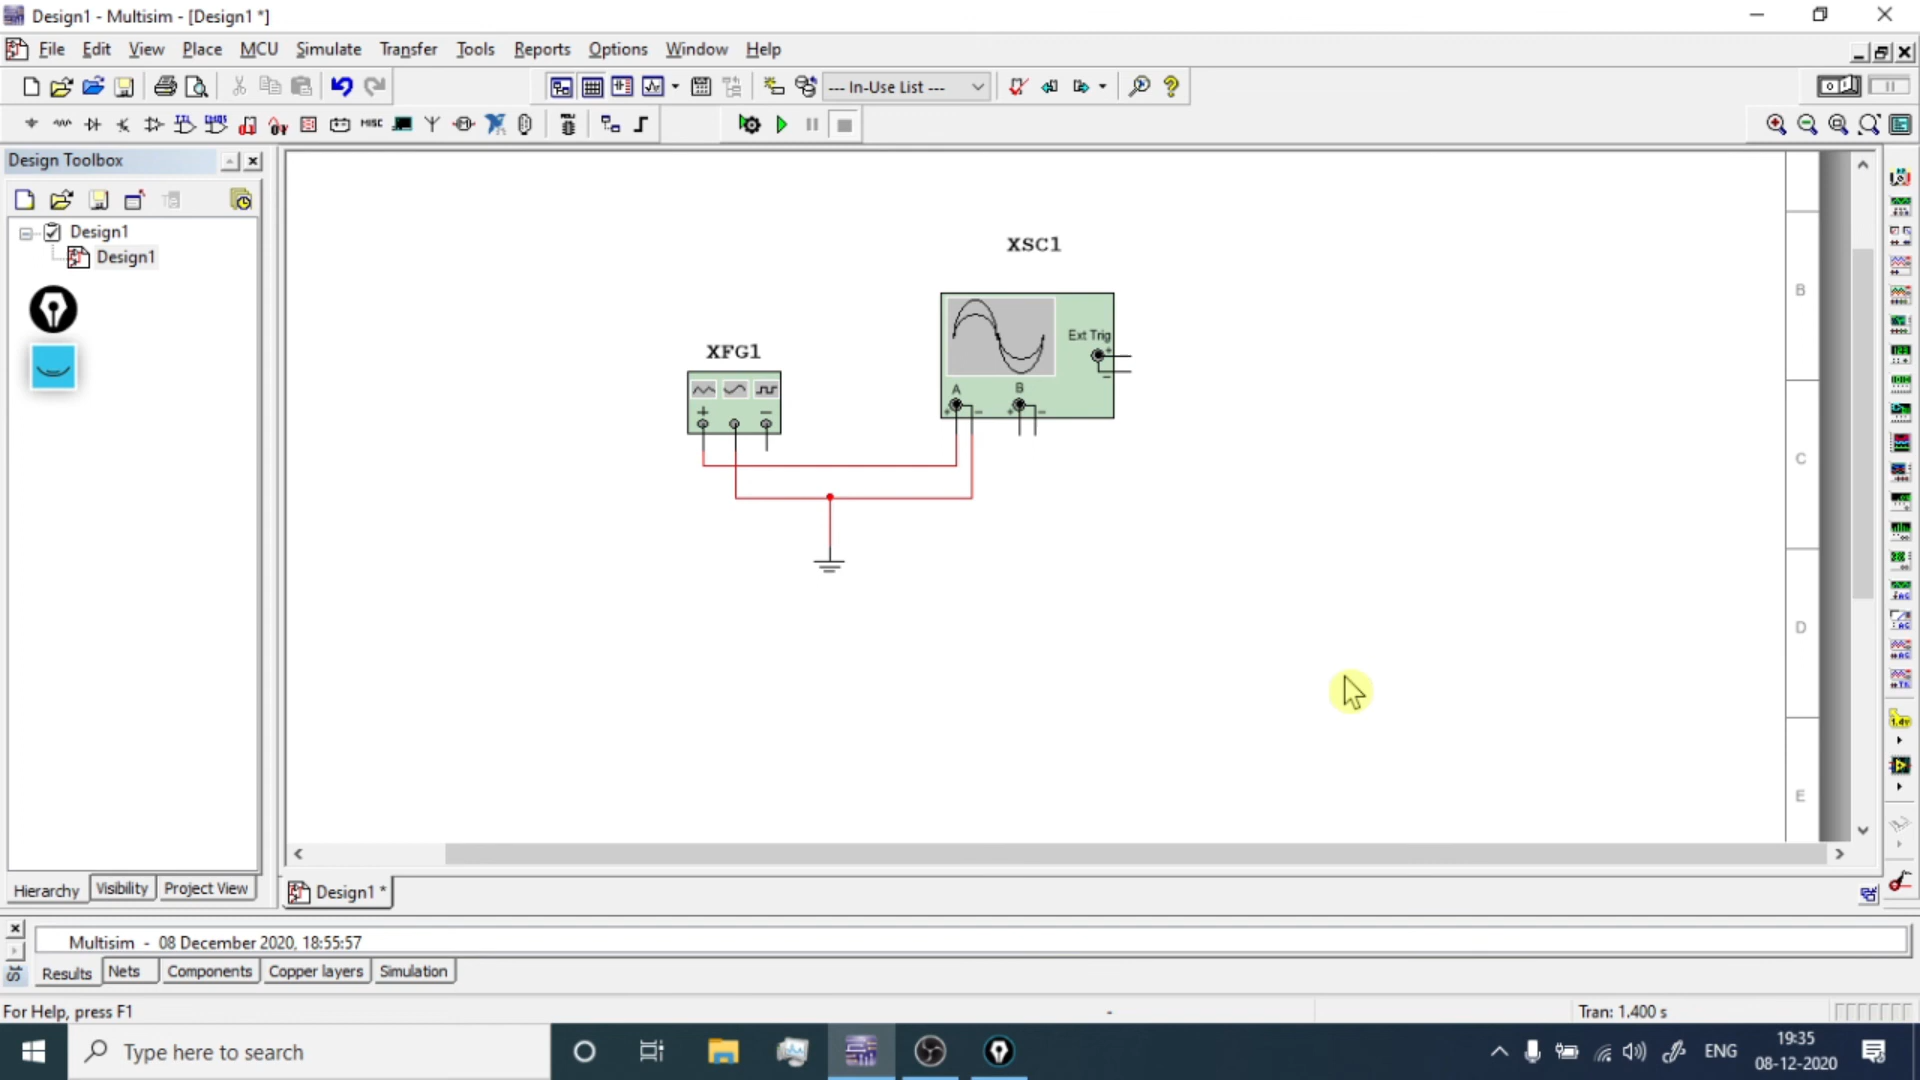 Design1 - Multisim - [Design1 *]
File Edit View Place MCU Simulate Transfer Tools Reports Options Window Help
--- In-Use List ---
MISC
Design Toolbox
Design1
Design1
XSC1
XFG1
Ext Trig
A
B
B
C
D
E
Hierarchy Visibility Project View
Design1 *
Multisim - 08 December 2020, 18:55:57
Results Nets Components Copper layers Simulation
For Help, press F1
-
Tran: 1.400 s
Type here to search
ENG
19:35
08-12-2020